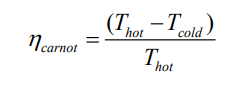 η_carnot = (T_hot − T_cold) / T_hot